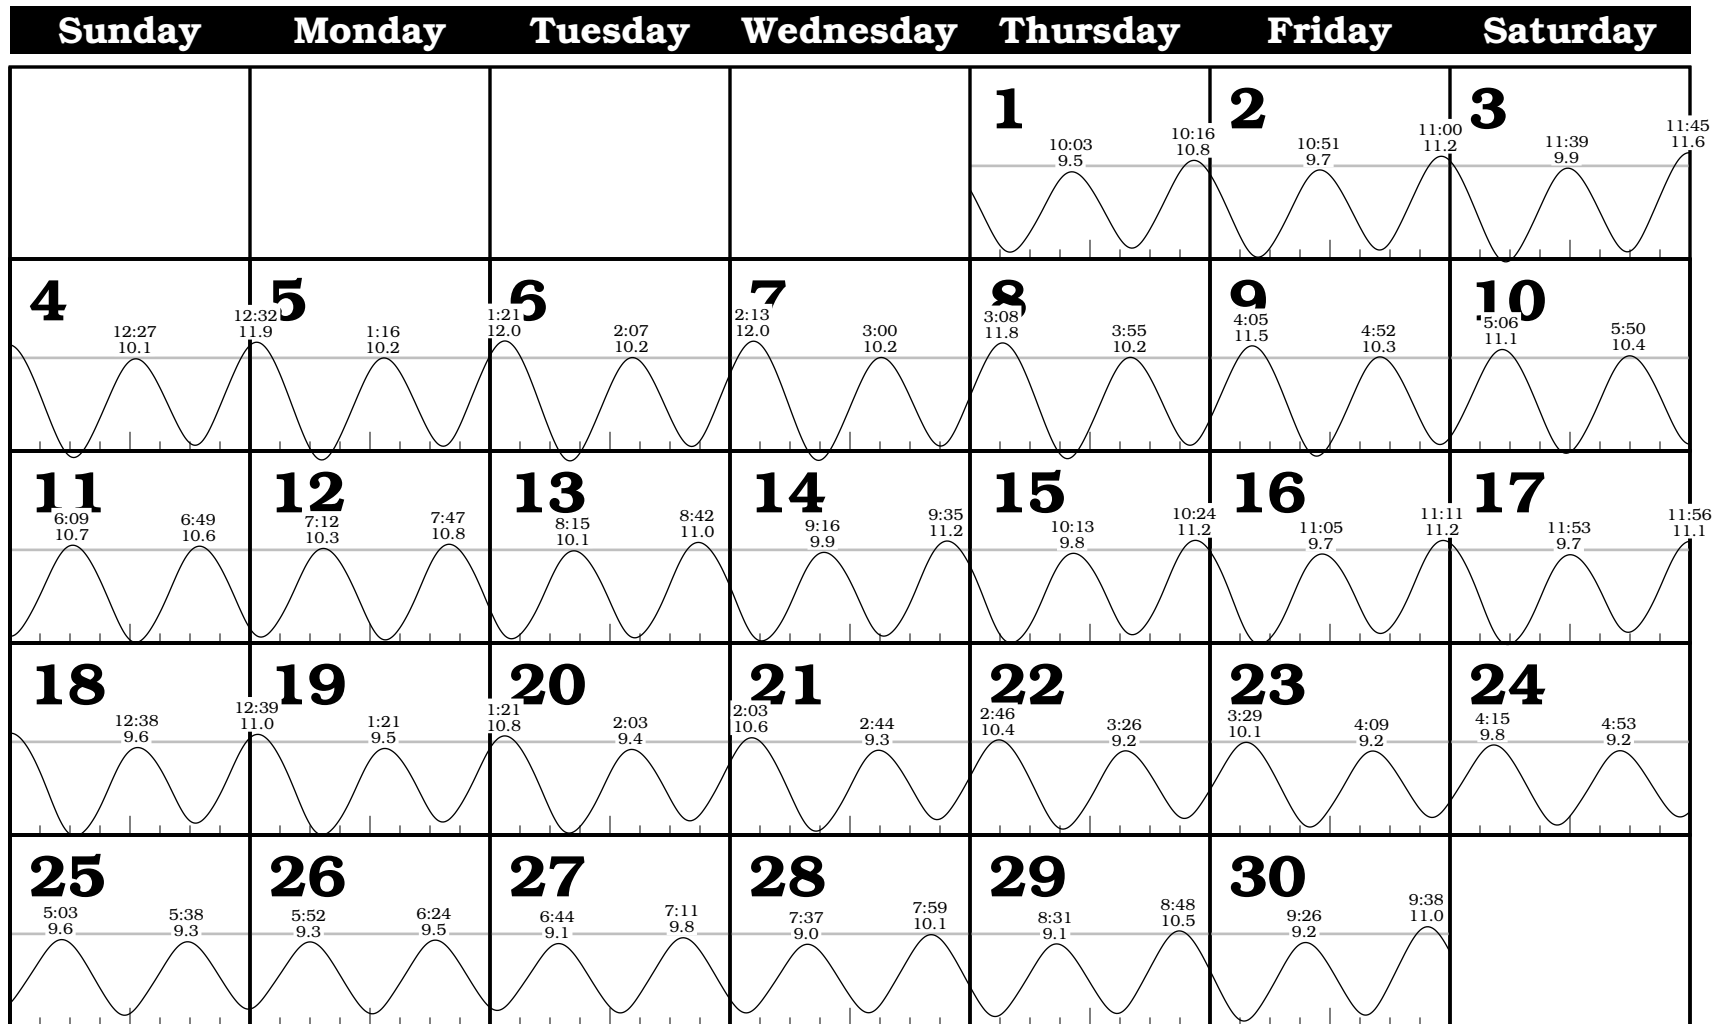 Sunday Monday Tuesday Wednesday Thursday Friday Saturday
1 2 3
10:03 10:16 10:51 11:00 11:39 11:45
9.5 10.8 9.7 11.2 9.9 11.6
4 5 6 7 8 9 10
12:27 12:32 1:16 1:21 2:07 2:13 3:00 3:08 3:55 4:05 4:52 5:06 5:50
10.1 11.9 10.2 12.0 10.2 12.0 10.2 11.8 10.2 11.5 10.3 11.1 10.4
11 12 13 14 15 16 17
6:09 6:49 7:12 7:47 8:15 8:42 9:16 9:35 10:13 10:24 11:05 11:11 11:53 11:56
10.7 10.6 10.3 10.8 10.1 11.0 9.9 11.2 9.8 11.2 9.7 11.2 9.7 11.1
18 19 20 21 22 23 24
12:38 12:39 1:21 1:21 2:03 2:03 2:44 2:46 3:26 3:29 4:09 4:15 4:53
9.6 11.0 9.5 10.8 9.4 10.6 9.3 10.4 9.2 10.1 9.2 9.8 9.2
25 26 27 28 29 30
5:03 5:38 5:52 6:24 6:44 7:11 7:37 7:59 8:31 8:48 9:26 9:38
9.6 9.3 9.3 9.5 9.1 9.8 9.0 10.1 9.1 10.5 9.2 11.0